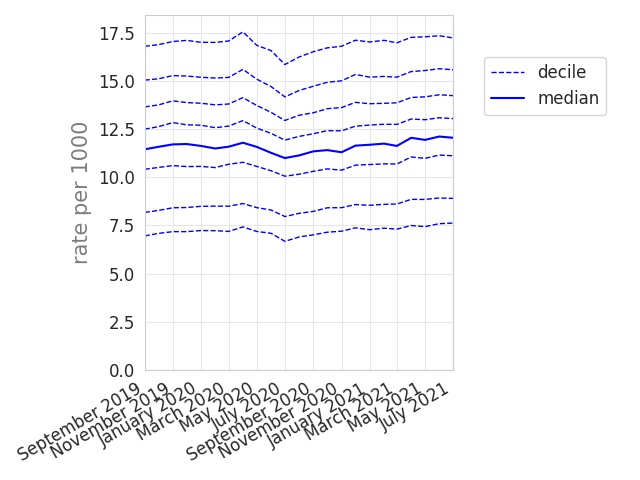 17.5
15.0
12.5
10.0
7.5
5.0
2.5
0.0
rate per 1000
September 2019
November 2019
January 2020
March 2020
May 2020
July 2020
September 2020
November 2020
January 2021
March 2021
May 2021
July 2021
decile
median